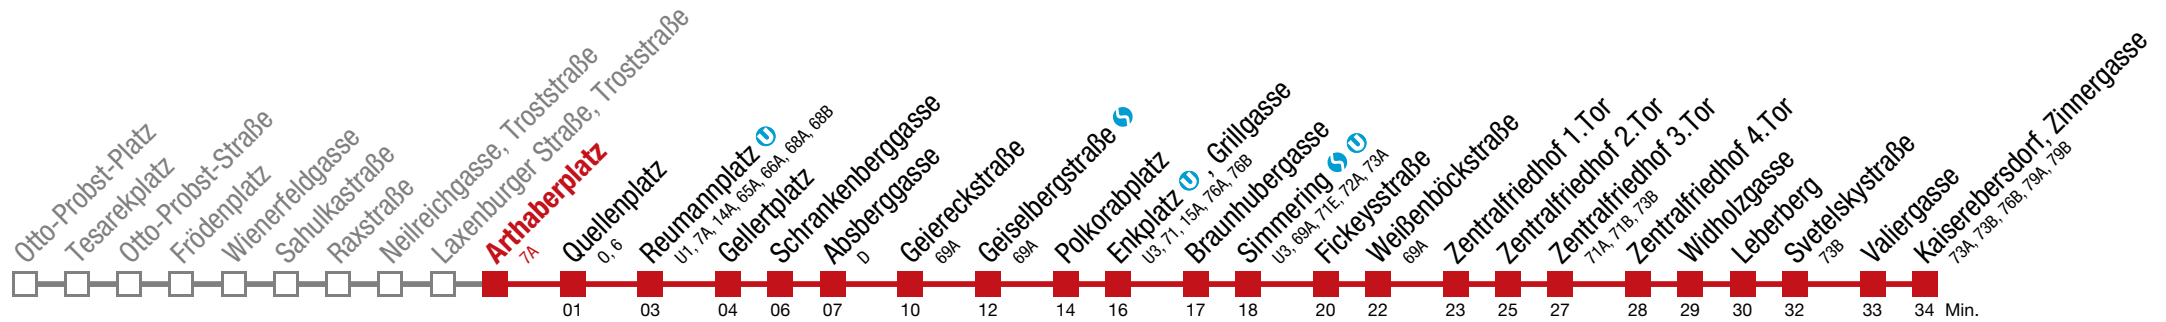 Otto-Probst-Platz
Tesarekplatz
Otto-Probst-Straße
Frödenplatz
Wienerfeldgasse
Sahulkastraße
Raxstraße
Neilreichgasse, Troststraße
Laxenburger Straße, Troststraße
Arthaberplatz
7A
Quellenplatz
O, 6
Reumannplatz U
U1, 7A, 14A, 65A, 66A, 68A, 68B
Gellertplatz
Schrankenberggasse
Absberggasse
D
Geiereckstraße
69A
Geiselbergstraße S
69A
Polkorabplatz
Enkplatz U , Grillgasse
U3, 71, 15A, 76A, 76B
Braunhubergasse
Simmering S U
U3, 69A, 71E, 72A, 73A
Fickeysstraße
Weißenböckstraße
69A
Zentralfriedhof 1.Tor
Zentralfriedhof 2.Tor
Zentralfriedhof 3.Tor
71A, 71B, 73B
Zentralfriedhof 4.Tor
Widholzgasse
Leberberg
Svetelskystraße
73B
Valiergasse
Kaiserebersdorf, Zinnergasse
73A, 73B, 76B, 79A, 79B
01 03 04 06 07 10 12 14 16 17 18 20 22 23 25 27 28 29 30 32 33 34 Min.